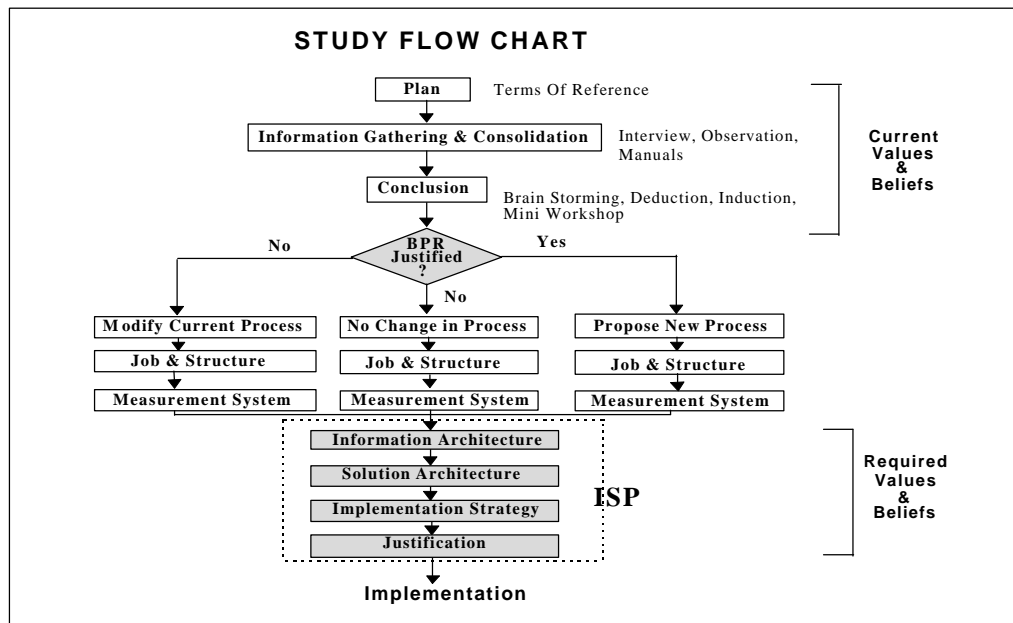 STUDY FLOW CHART
Plan
Terms Of Reference
Information Gathering & Consolidation
Interview, Observation,
Manuals
Current
Values
&
Beliefs
Conclusion
Brain Storming, Deduction, Induction,
Mini Workshop
No
BPR
Justified
?
Yes
No
Modify Current Process
No Change in Process
Propose New Process
Job & Structure
Job & Structure
Job & Structure
Measurement System
Measurement System
Measurement System
Information Architecture
Solution Architecture
Implementation Strategy
Justification
ISP
Required
Values
&
Beliefs
Implementation